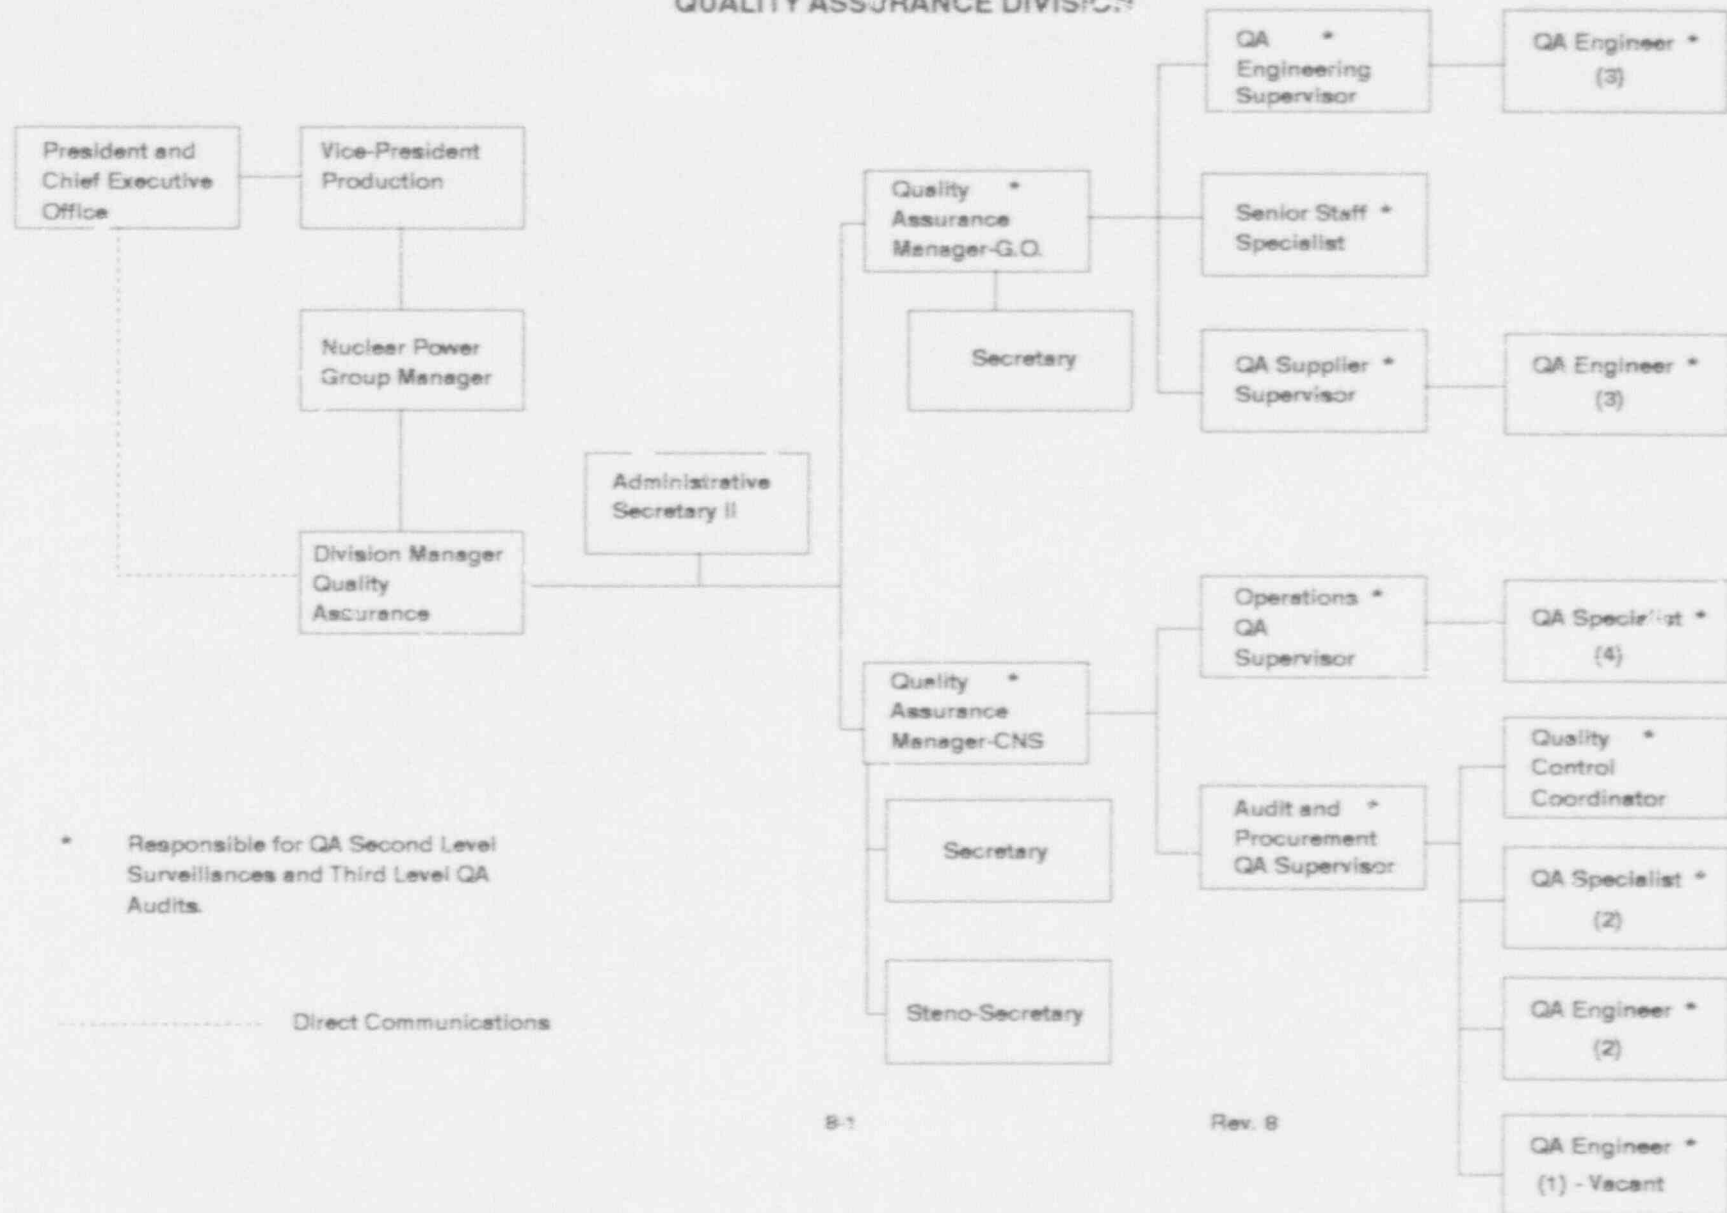 QUALITY ASSURANCE DIVISION
QA *
Engineering
Supervisor
QA Engineer *
(3)
President and
Chief Executive
Office
Vice-President
Production
Quality *
Assurance
Manager-G.O.
Senior Staff *
Specialist
Nuclear Power
Group Manager
Secretary
QA Supplier *
Supervisor
QA Engineer *
(3)
Administrative
Secretary II
Division Manager
Quality
Assurance
Operations *
QA
Supervisor
QA Specialist *
(4)
Quality *
Assurance
Manager-CNS
Quality *
Control
Coordinator
Audit and *
Procurement
QA Supervisor
Secretary
QA Specialist *
(2)
* Responsible for QA Second Level
Surveillances and Third Level QA
Audits.
Steno-Secretary
QA Engineer *
(2)
Direct Communications
B-1
Rev. 8
QA Engineer *
(1) - Vacant